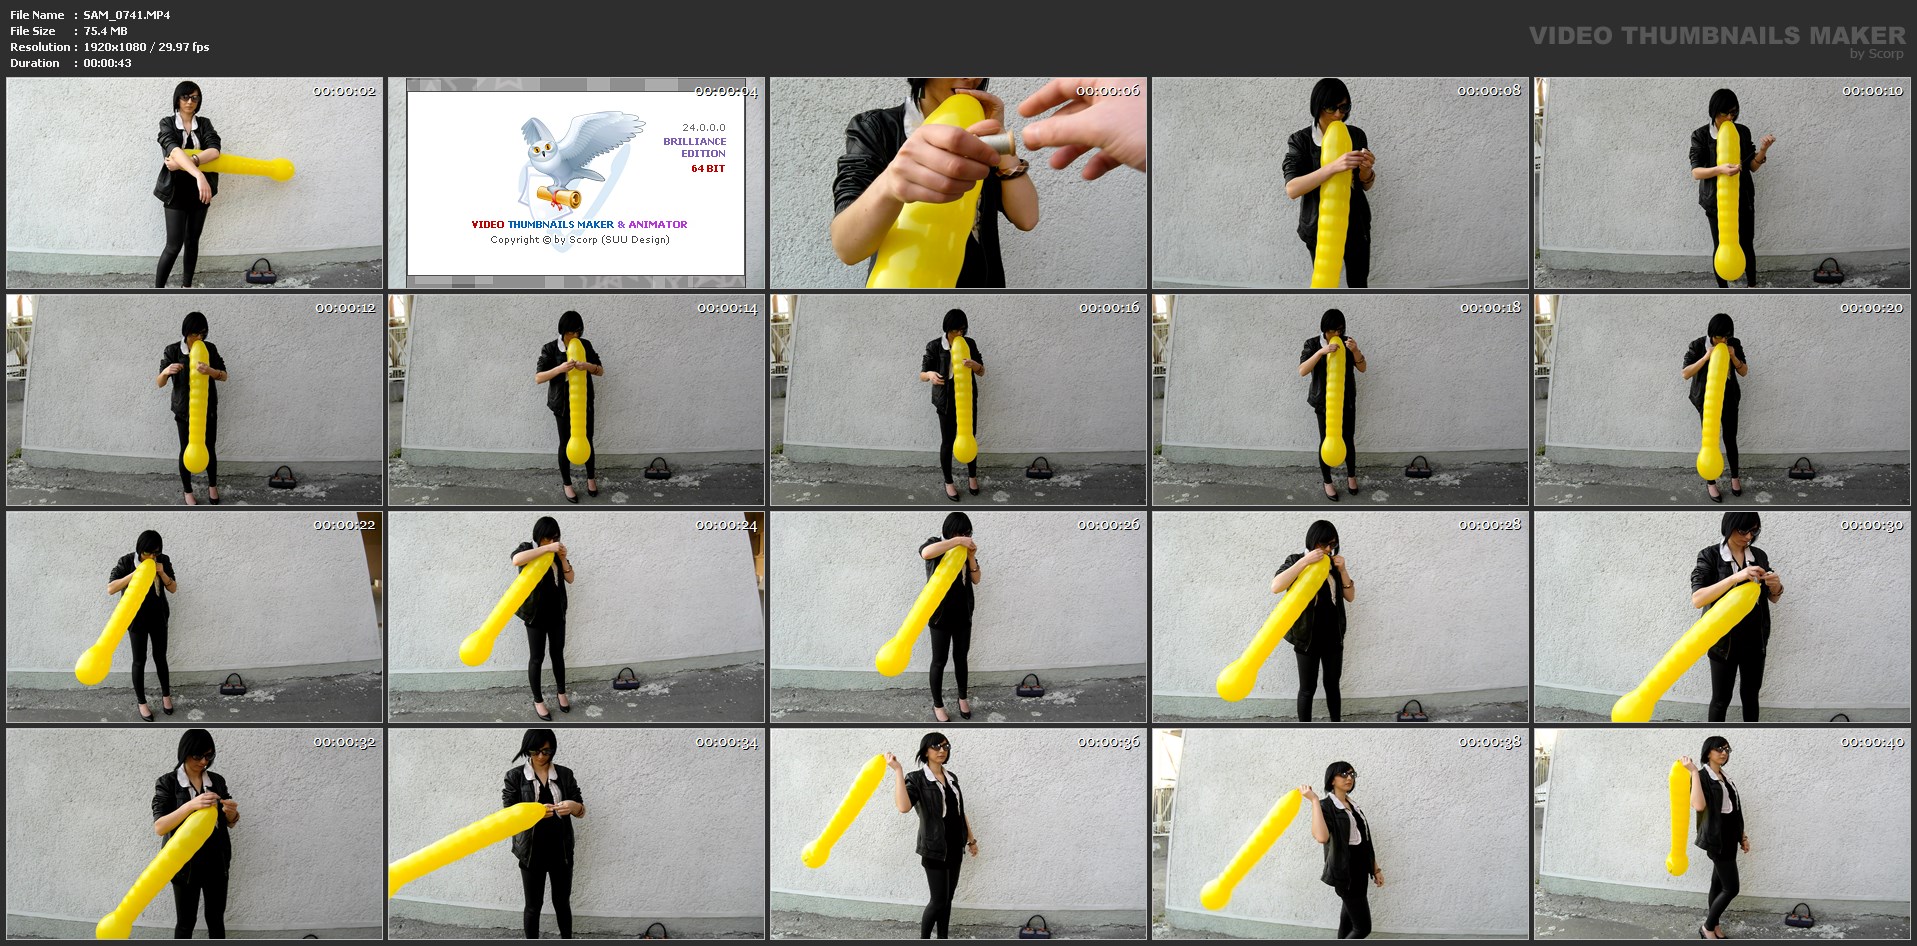 File Name : SAM_0741.MP4
File Size : 75.4 MB
Resolution : 1920x1080 / 29.97 fps
Duration : 00:00:43
VIDEO THUMBNAILS MAKER
by Scorp
00:00:02
00:00:04
24.0.0.0
BRILLIANCE
EDITION
64 BIT
VIDEO THUMBNAILS MAKER & ANIMATOR
Copyright © by Scorp (SUU Design)
00:00:06
00:00:08
00:00:10
00:00:12
00:00:14
00:00:16
00:00:18
00:00:20
00:00:22
00:00:24
00:00:26
00:00:28
00:00:30
00:00:32
00:00:34
00:00:36
00:00:38
00:00:40